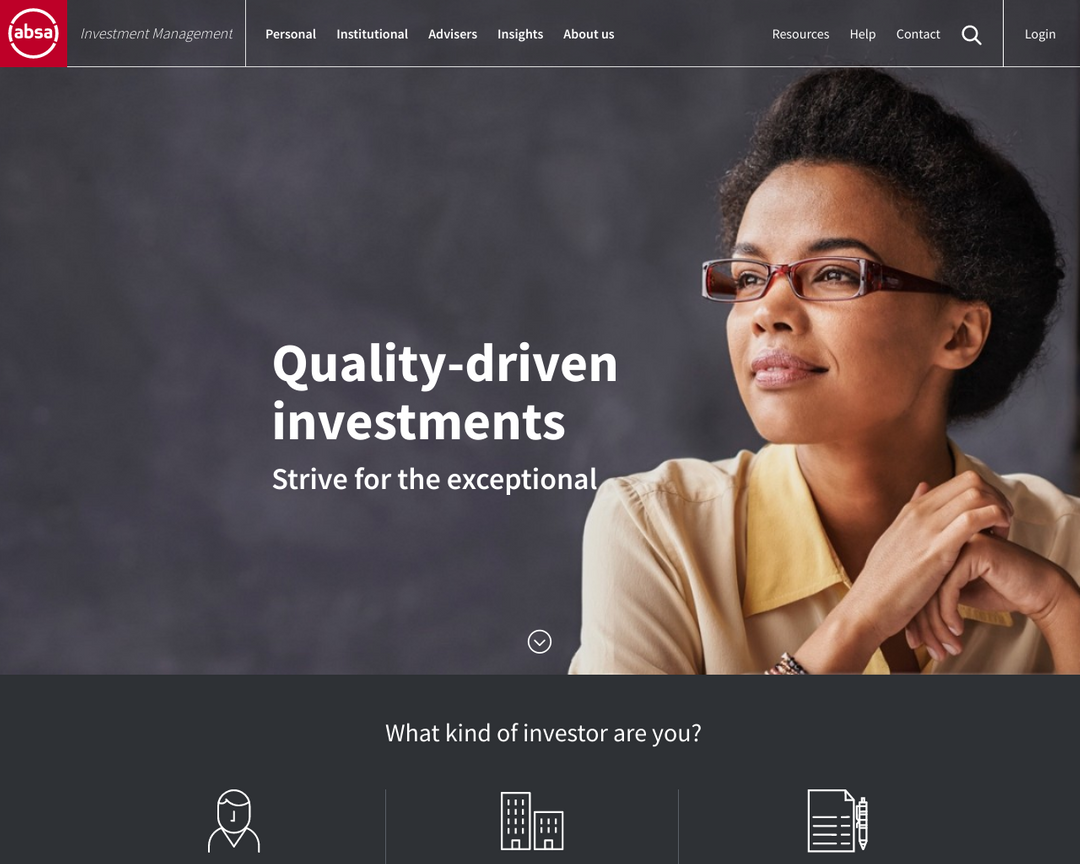 absa
Investment Management
Personal
Institutional
Advisers
Insights
About us
Resources
Help
Contact
Login
Quality-driven
investments
Strive for the exceptional
What kind of investor are you?